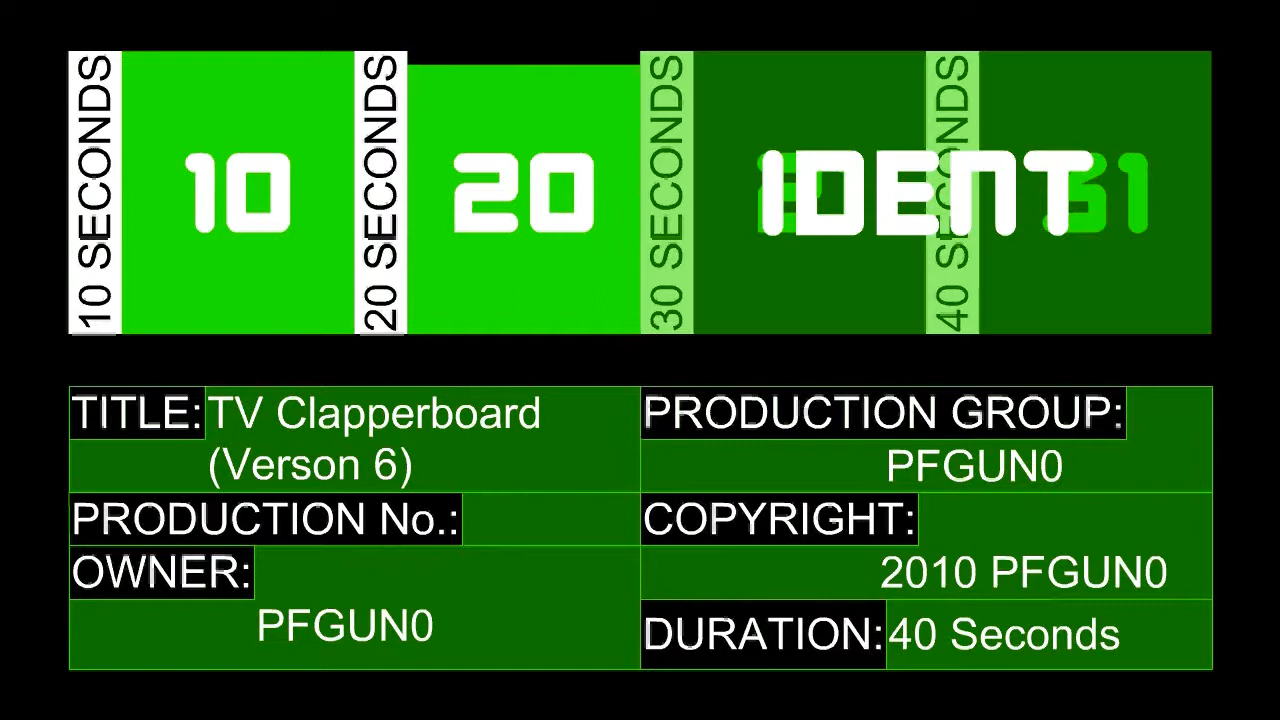 10 SECONDS
10
20 SECONDS
20
30 SECONDS
IDENT
40 SECONDS
31
TITLE: TV Clapperboard
(Verson 6)
PRODUCTION No.:
OWNER:
PFGUN0
PRODUCTION GROUP:
PFGUN0
COPYRIGHT:
2010 PFGUN0
DURATION: 40 Seconds